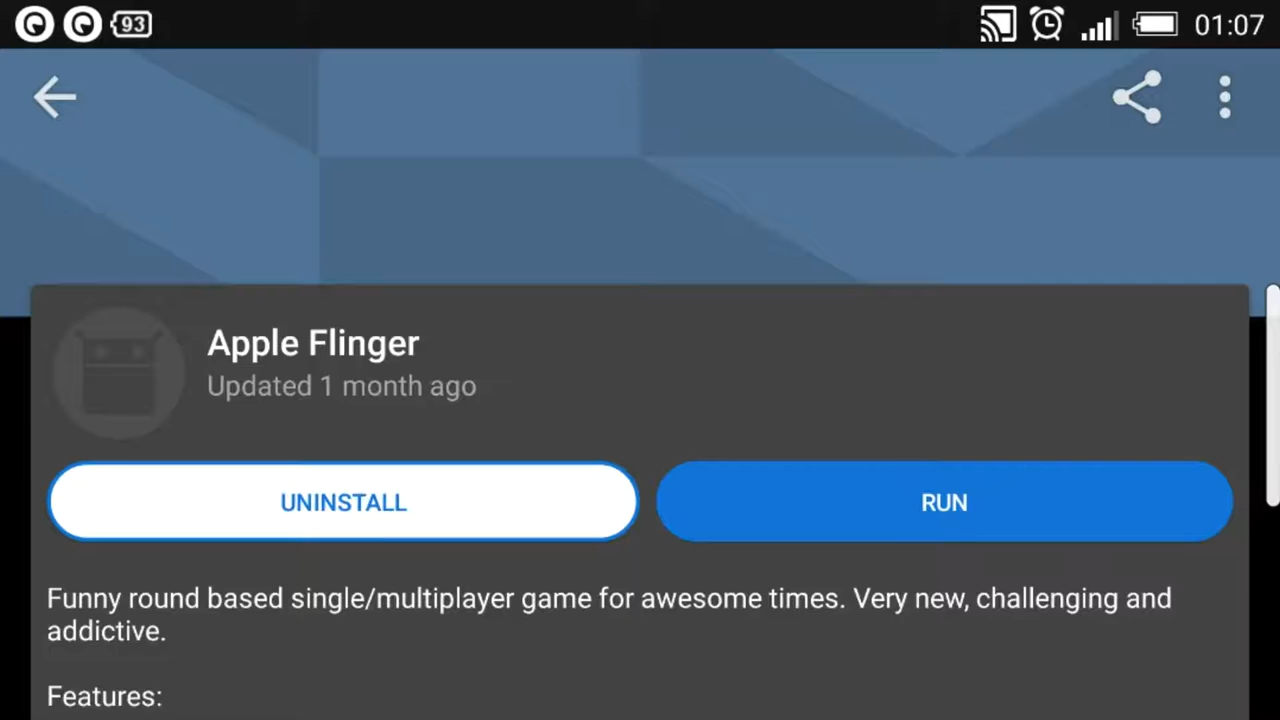 93
01:07
Apple Flinger
Updated 1 month ago
UNINSTALL
RUN
Funny round based single/multiplayer game for awesome times. Very new, challenging and
addictive.
Features: